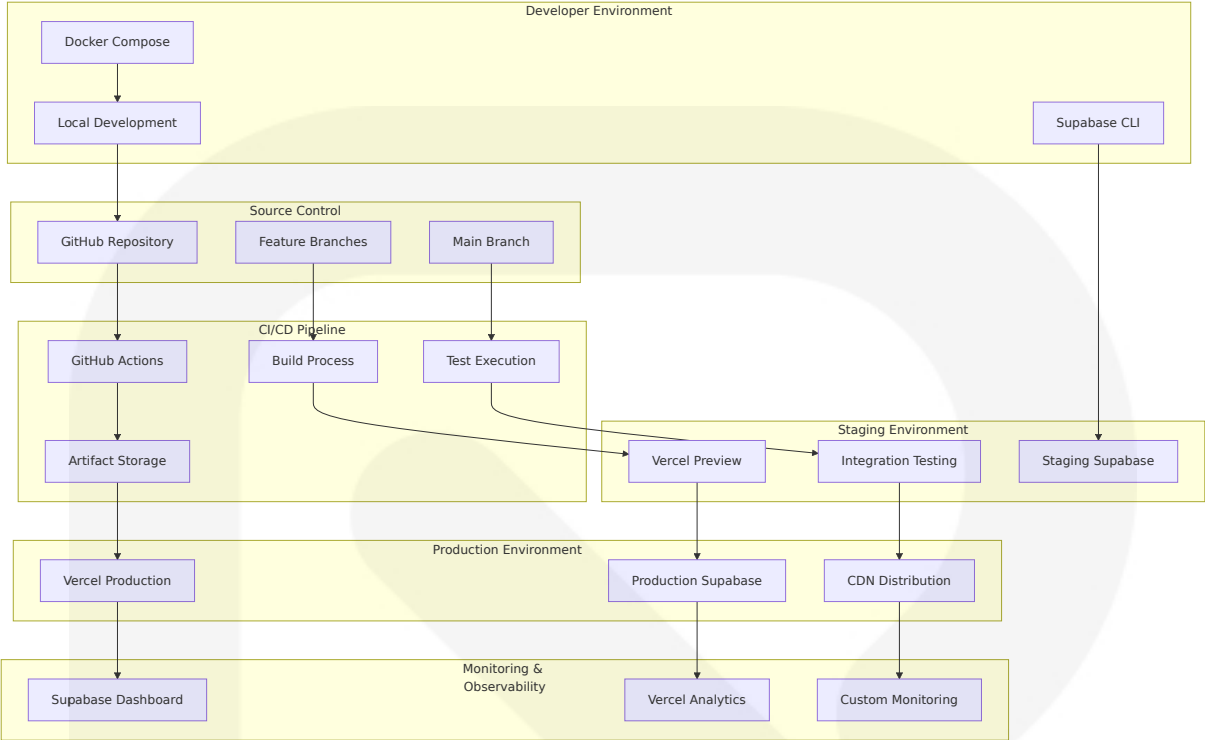 Developer Environment
Docker Compose
Local Development
Supabase CLI
Source Control
GitHub Repository
Feature Branches
Main Branch
CI/CD Pipeline
GitHub Actions
Build Process
Test Execution
Staging Environment
Artifact Storage
Vercel Preview
Integration Testing
Staging Supabase
Production Environment
Vercel Production
Production Supabase
CDN Distribution
Monitoring &
Observability
Supabase Dashboard
Vercel Analytics
Custom Monitoring